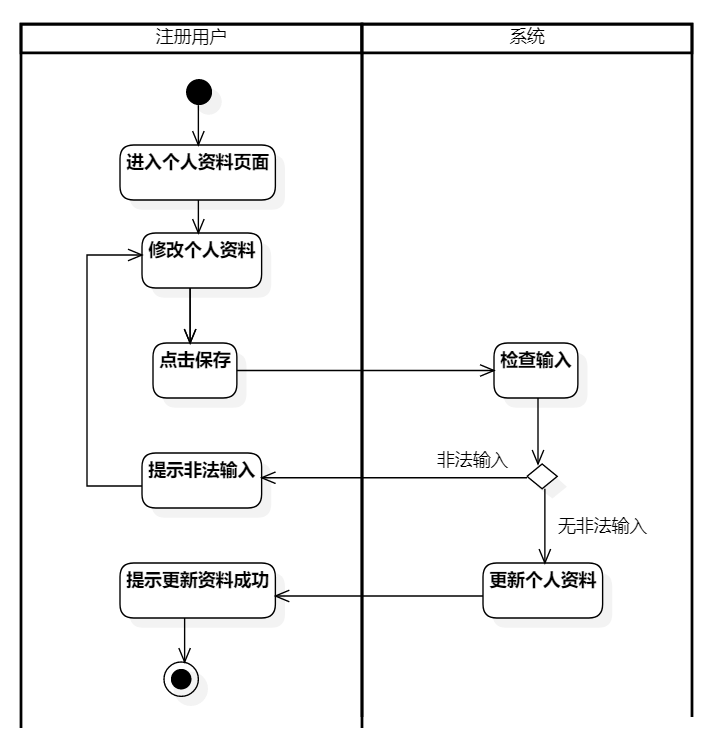 注册用户
系统
进入个人资料页面
修改个人资料
点击保存
检查输入
非法输入
提示非法输入
无非法输入
提示更新资料成功
更新个人资料